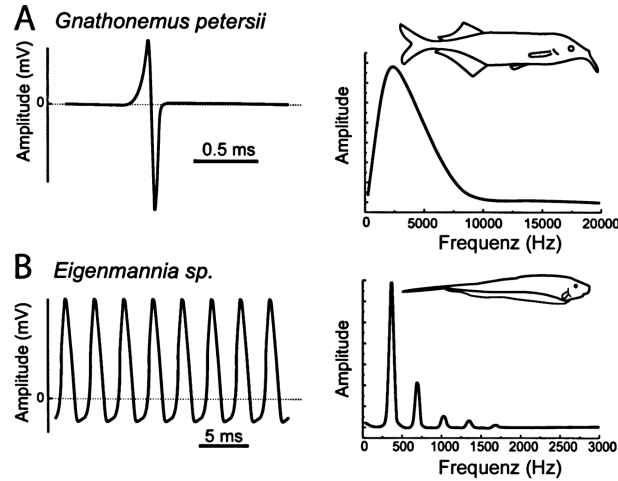 A
Gnathonemus petersii
Amplitude (mV)
0
0.5 ms
Amplitude
0
5000
10000
15000
20000
Frequenz (Hz)
B
Eigenmannia sp.
Amplitude (mV)
0
5 ms
Amplitude
0
500
1000
1500
2000
2500
3000
Frequenz (Hz)